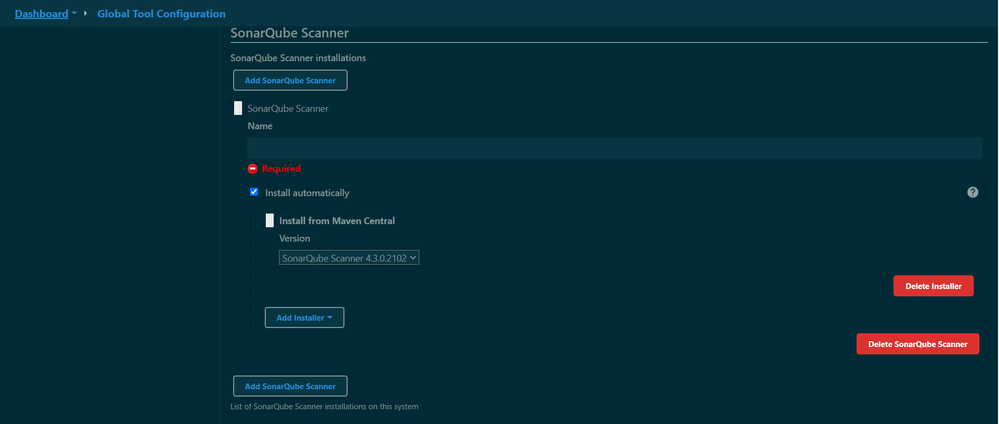 Dashboard
Global Tool Configuration
SonarQube Scanner
SonarQube Scanner installations
Add SonarQube Scanner
SonarQube Scanner
Name
Required
Install automatically
?
Install from Maven Central
Version
SonarQube Scanner 4.3.0.2102
Delete Installer
Add Installer
Delete SonarQube Scanner
Add SonarQube Scanner
List of SonarQube Scanner installations on this system